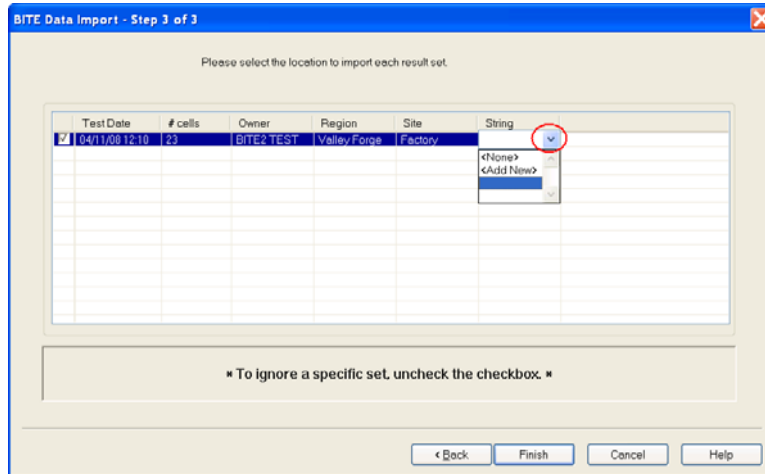 BITE Data Import - Step 3 of 3
Please select the location to import each result set.
Test Date # cells Owner Region Site String
04/11/08 12:10 23 BITE2 TEST Valley Forge Factory
<None>
<Add New>
* To ignore a specific set, uncheck the checkbox. *
< Back Finish Cancel Help